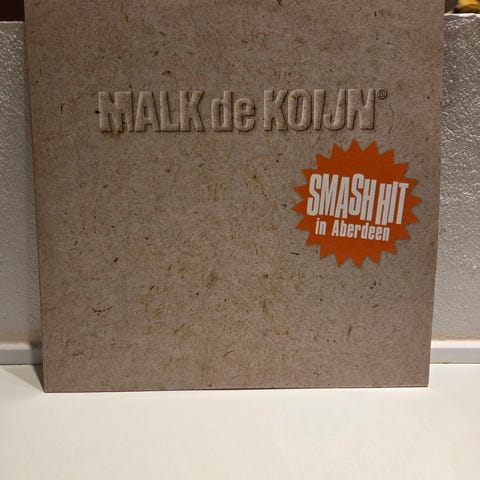 MALK de KOIJN®
SMASH HIT
in Aberdeen